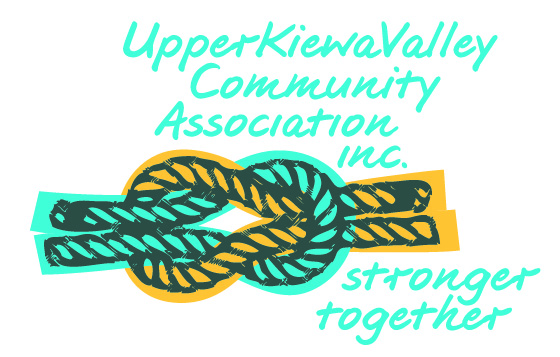 UpperKiewaValley
Community
Association
inc.
stronger
together